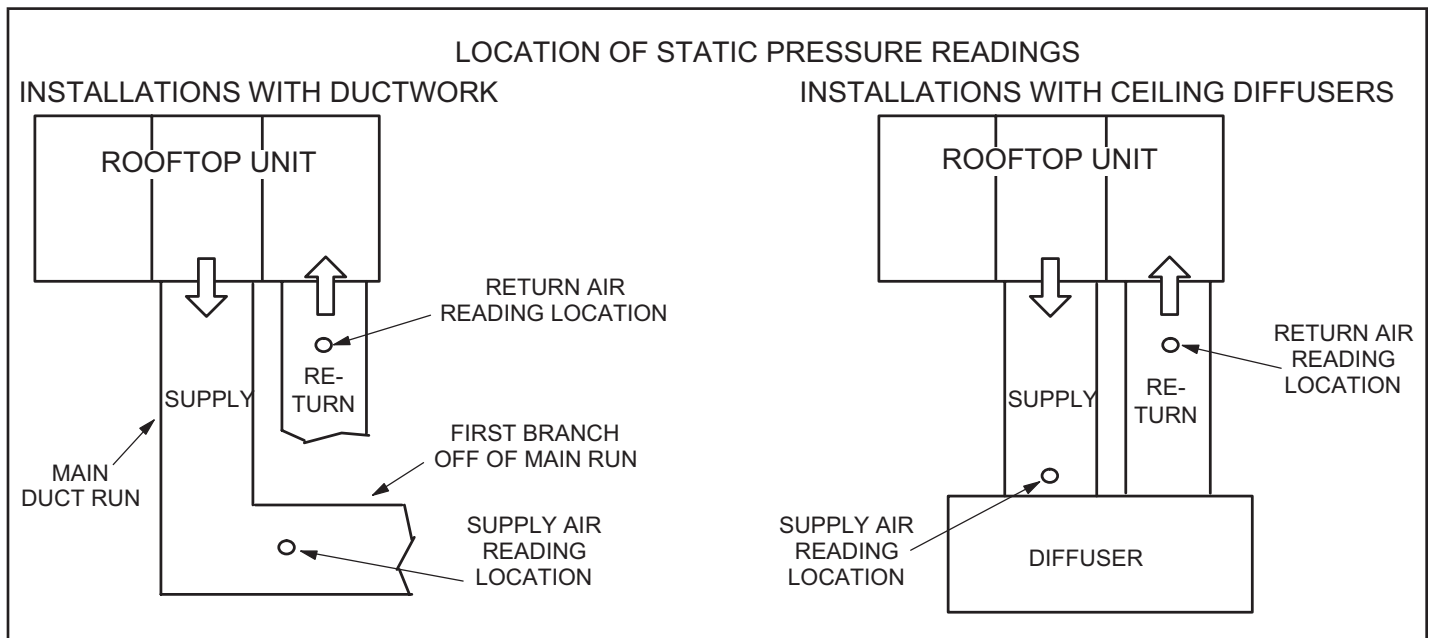 LOCATION OF STATIC PRESSURE READINGS
INSTALLATIONS WITH DUCTWORK
ROOFTOP UNIT
RETURN AIR
READING LOCATION
SUPPLY
RE-
TURN
MAIN
DUCT RUN
FIRST BRANCH
OFF OF MAIN RUN
SUPPLY AIR
READING
LOCATION
INSTALLATIONS WITH CEILING DIFFUSERS
ROOFTOP UNIT
RETURN AIR
READING
LOCATION
SUPPLY
RE-
TURN
SUPPLY AIR
READING
LOCATION
DIFFUSER